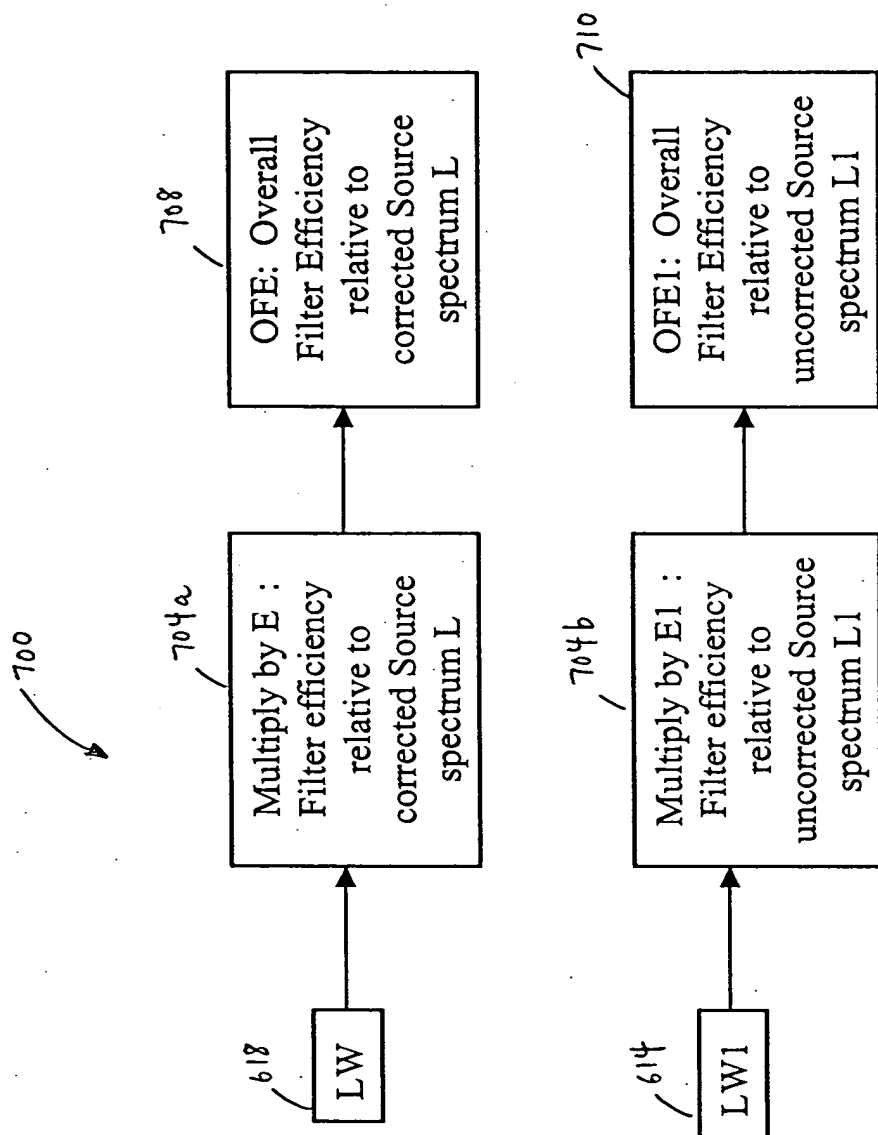 700
618
LW
704a
Multiply by E :
Filter efficiency
relative to
corrected Source
spectrum L
708
OFE: Overall
Filter Efficiency
relative to
corrected Source
spectrum L
614
LW1
704b
Multiply by E1 :
Filter efficiency
relative to
uncorrected Source
spectrum L1
710
OFE1: Overall
Filter Efficiency
relative to
uncorrected Source
spectrum L1